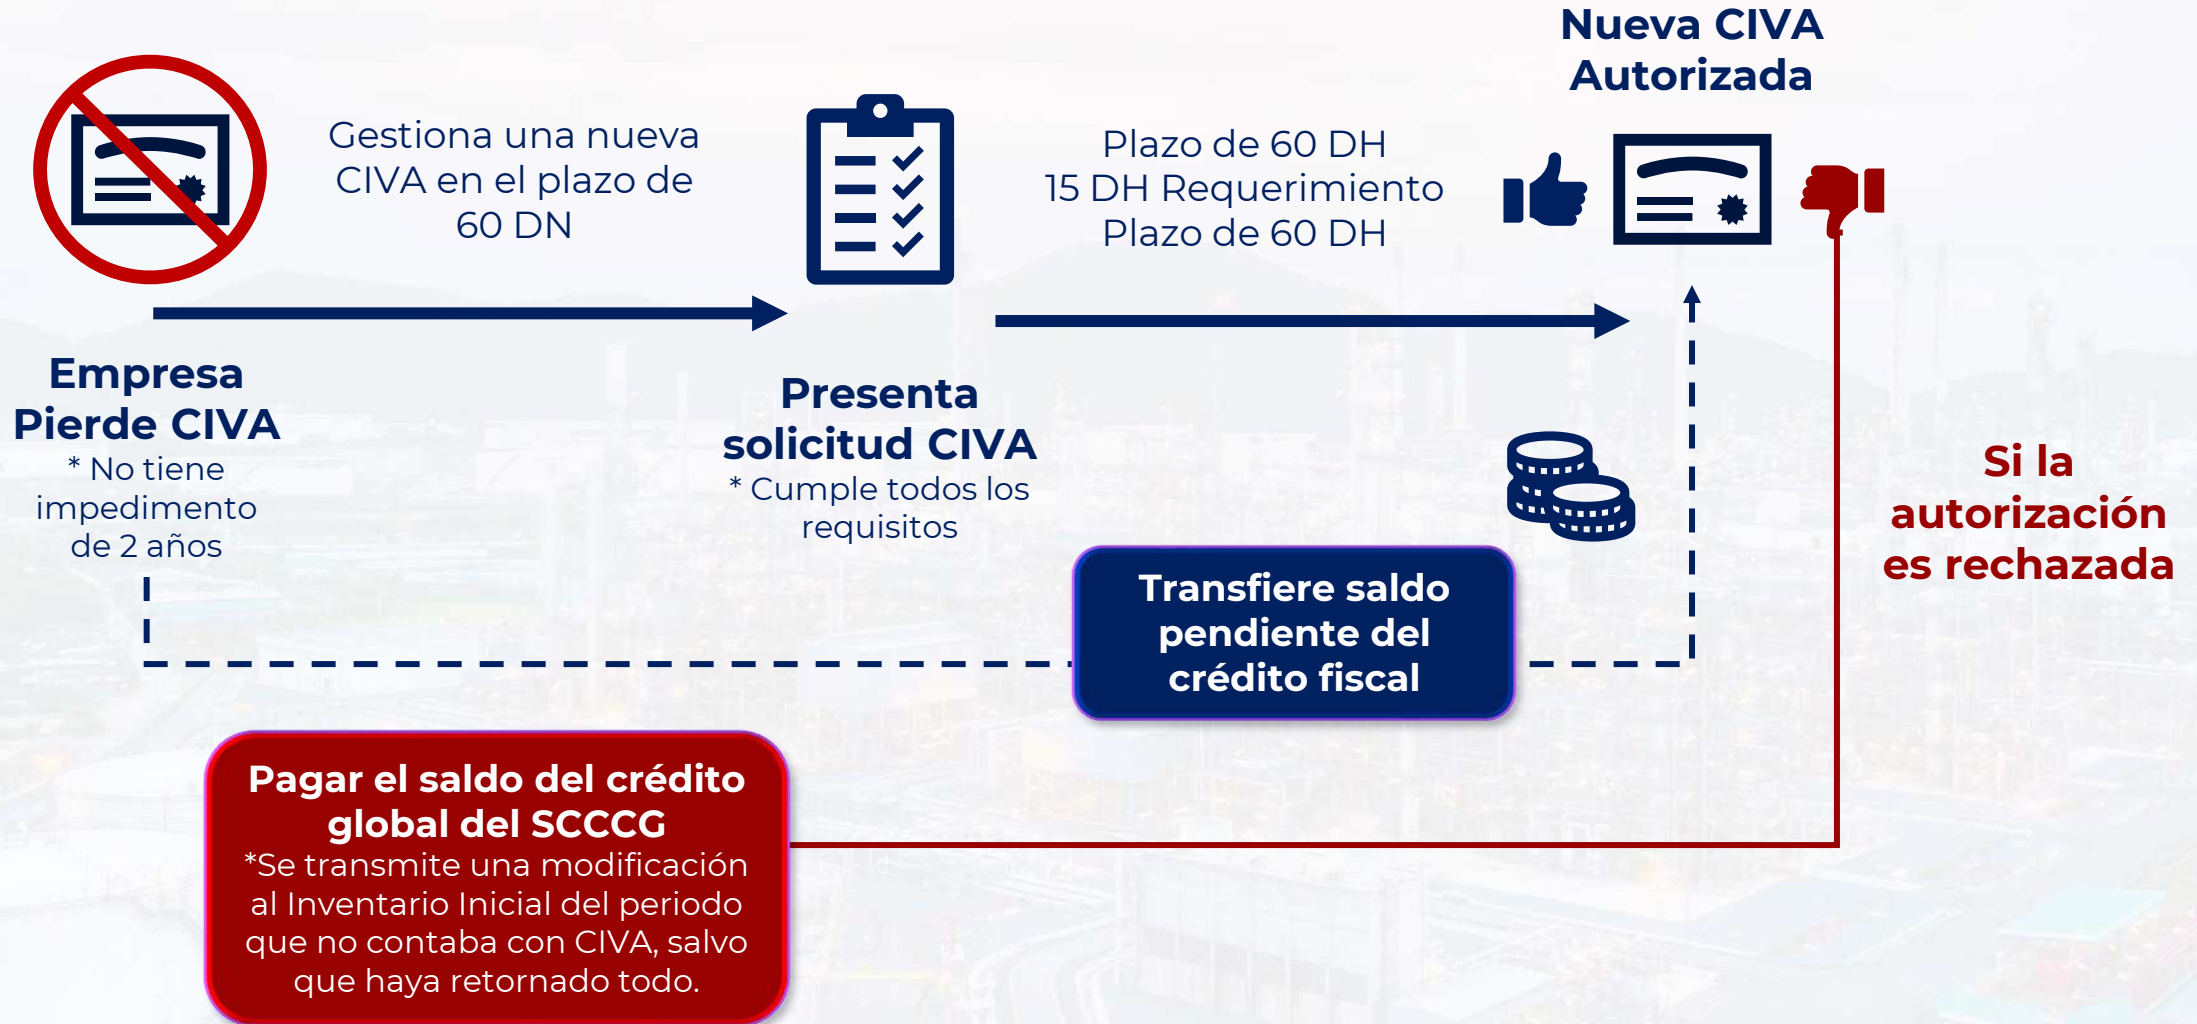 Nueva CIVA
Autorizada
Gestiona una nueva
CIVA en el plazo de
60 DN
Plazo de 60 DH
15 DH Requerimiento
Plazo de 60 DH
Empresa
Pierde CIVA
* No tiene
impedimento
de 2 años
Presenta
solicitud CIVA
* Cumple todos los
requisitos
Si la
autorización
es rechazada
Transfiere saldo
pendiente del
crédito fiscal
Pagar el saldo del crédito
global del SCCCG
*Se transmite una modificación
al Inventario Inicial del periodo
que no contaba con CIVA, salvo
que haya retornado todo.